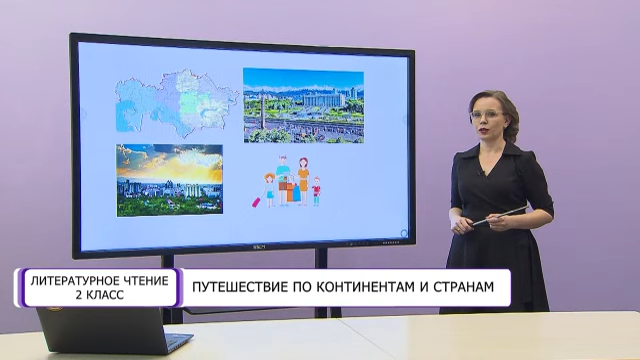 ЛИТЕРАТУРНОЕ ЧТЕНИЕ
2 КЛАСС
ПУТЕШЕСТВИЕ ПО КОНТИНЕНТАМ И СТРАНАМ